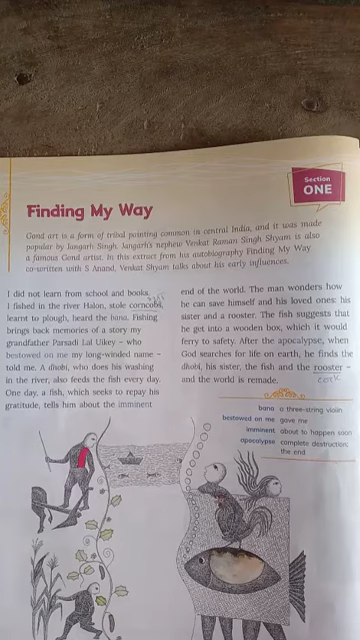 Section
ONE
Finding My Way
Gond art is a form of tribal painting common in central India, and it was made
popular by Jangarh Singh. Jangarh's nephew Venkat Raman Singh Shyam is also
a famous Gond artist. In this extract from his autobiography Finding My Way
co-written with S Anand, Venkat Shyam talks about his early influences.
I did not learn from school and books.
I fished in the river Halon, stole corncobs,
learnt to plough, heard the bana. Fishing
brings back memories of a story my
grandfather Parsadi Lal Uikey – who
bestowed on me my long-winded name –
told me. A dhobi, who does his washing
in the river, also feeds the fish every day.
One day, a fish, which seeks to repay his
gratitude, tells him about the imminent
end of the world. The man wonders how
he can save himself and his loved ones: his
sister and a rooster. The fish suggests that
he get into a wooden box, which it would
ferry to safety. After the apocalypse, when
God searches for life on earth, he finds the
dhobi, his sister, the fish and the rooster –
and the world is remade.
cock
bana a three-string violin
bestowed on me gave me
imminent about to happen soon
apocalypse complete destruction;
the end